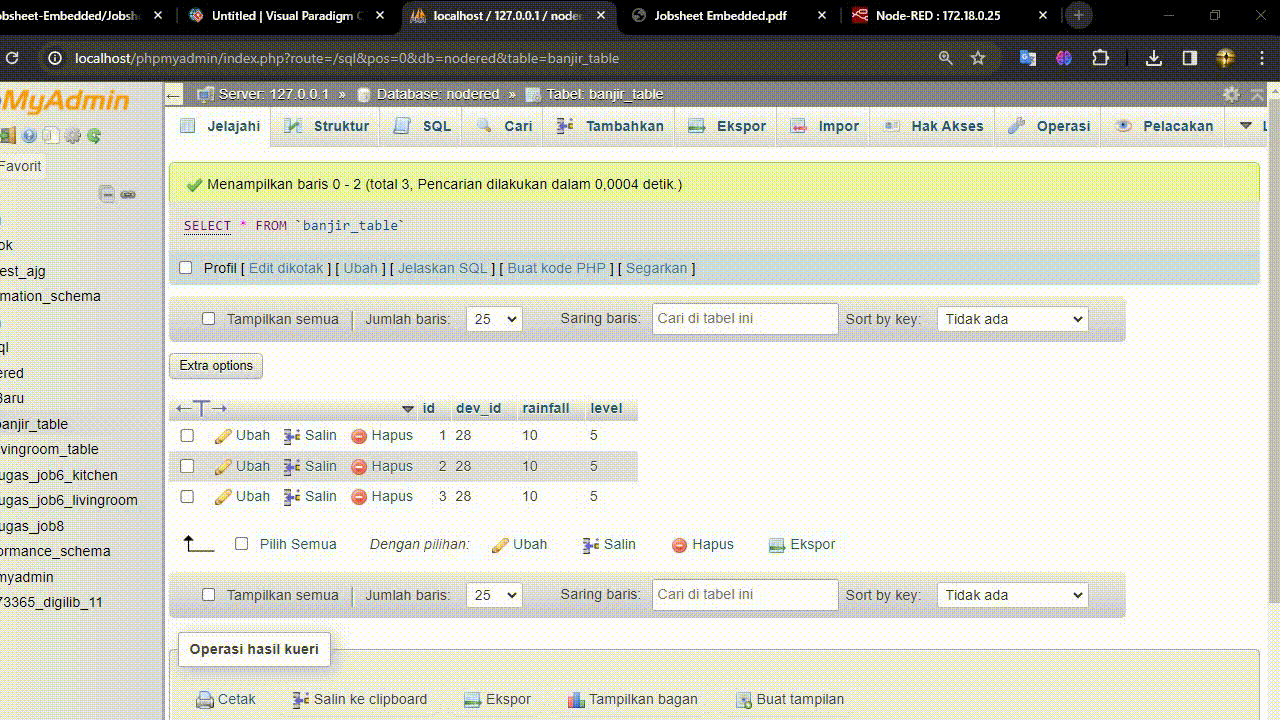 bsheet-Embedded/Jobsh
Untitled | Visual Paradigm C
localhost / 127.0.0.1 / nodere
Jobsheet Embedded.pdf
Node-RED : 172.18.0.25
localhost/phpmyadmin/index.php?route=/sql&pos=0&db=nodered&table=banjir_table
MyAdmin
Favorit
ok
est_ajg
mation_schema
ql
ered
Baru
banjir_table
vingroom_table
ugas_job6_kitchen
ugas_job6_livingroom
ugas_job8
ormance_schema
myadmin
73365_digilib_11
Server: 127.0.0.1 » Database: nodered » Tabel: banjir_table
Jelajahi Struktur SQL Cari Tambahkan Ekspor Impor Hak Akses Operasi Pelacakan L
Menampilkan baris 0 - 2 (total 3, Pencarian dilakukan dalam 0,0004 detik.)
SELECT * FROM `banjir_table`
Profil [ Edit dikotak ] [ Ubah ] [ Jelaskan SQL ] [ Buat kode PHP ] [ Segarkan ]
Tampilkan semua | Jumlah baris: 25 Saring baris: Cari di tabel ini Sort by key: Tidak ada
Extra options
←T→ id dev_id rainfall level
Ubah Salin Hapus 1 28 10 5
Ubah Salin Hapus 2 28 10 5
Ubah Salin Hapus 3 28 10 5
Pilih Semua Dengan pilihan: Ubah Salin Hapus Ekspor
Tampilkan semua | Jumlah baris: 25 Saring baris: Cari di tabel ini Sort by key: Tidak ada
Operasi hasil kueri
Cetak Salin ke clipboard Ekspor Tampilkan bagan Buat tampilan